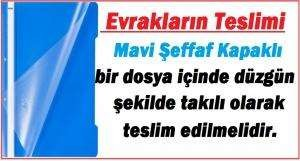 Evrakların Teslimi
Mavi Şeffaf Kapaklı
bir dosya içinde düzgün
şekilde takılı olarak
teslim edilmelidir.